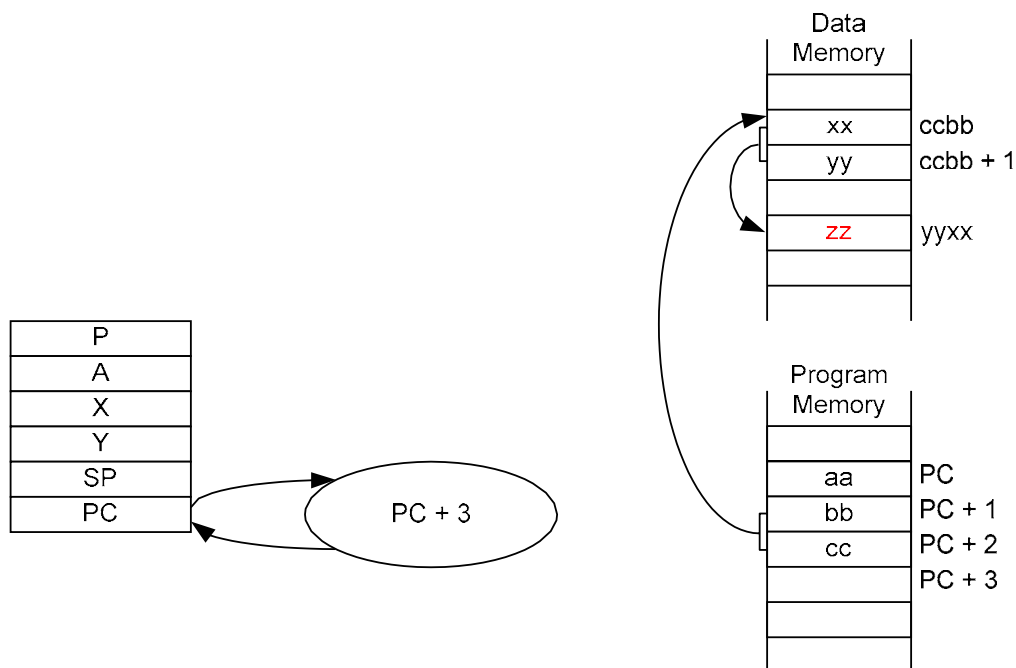 Data
Memory
xx ccbb
yy ccbb + 1
zz yyxx
P
A
X
Y
SP
PC
PC + 3
Program
Memory
aa PC
bb PC + 1
cc PC + 2
PC + 3